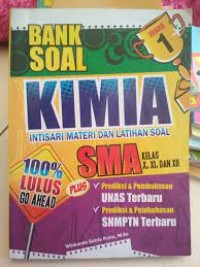 BANK
SOAL
1
KIMIA
INTISARI MATERI DAN LATIHAN SOAL
SMA KELAS
X, XI, DAN XII
100%
LULUS
GO AHEAD
PLUS
Prediksi & Pembahasan
UNAS Terbaru
Prediksi & Pembahasan
SNMPTN Terbaru